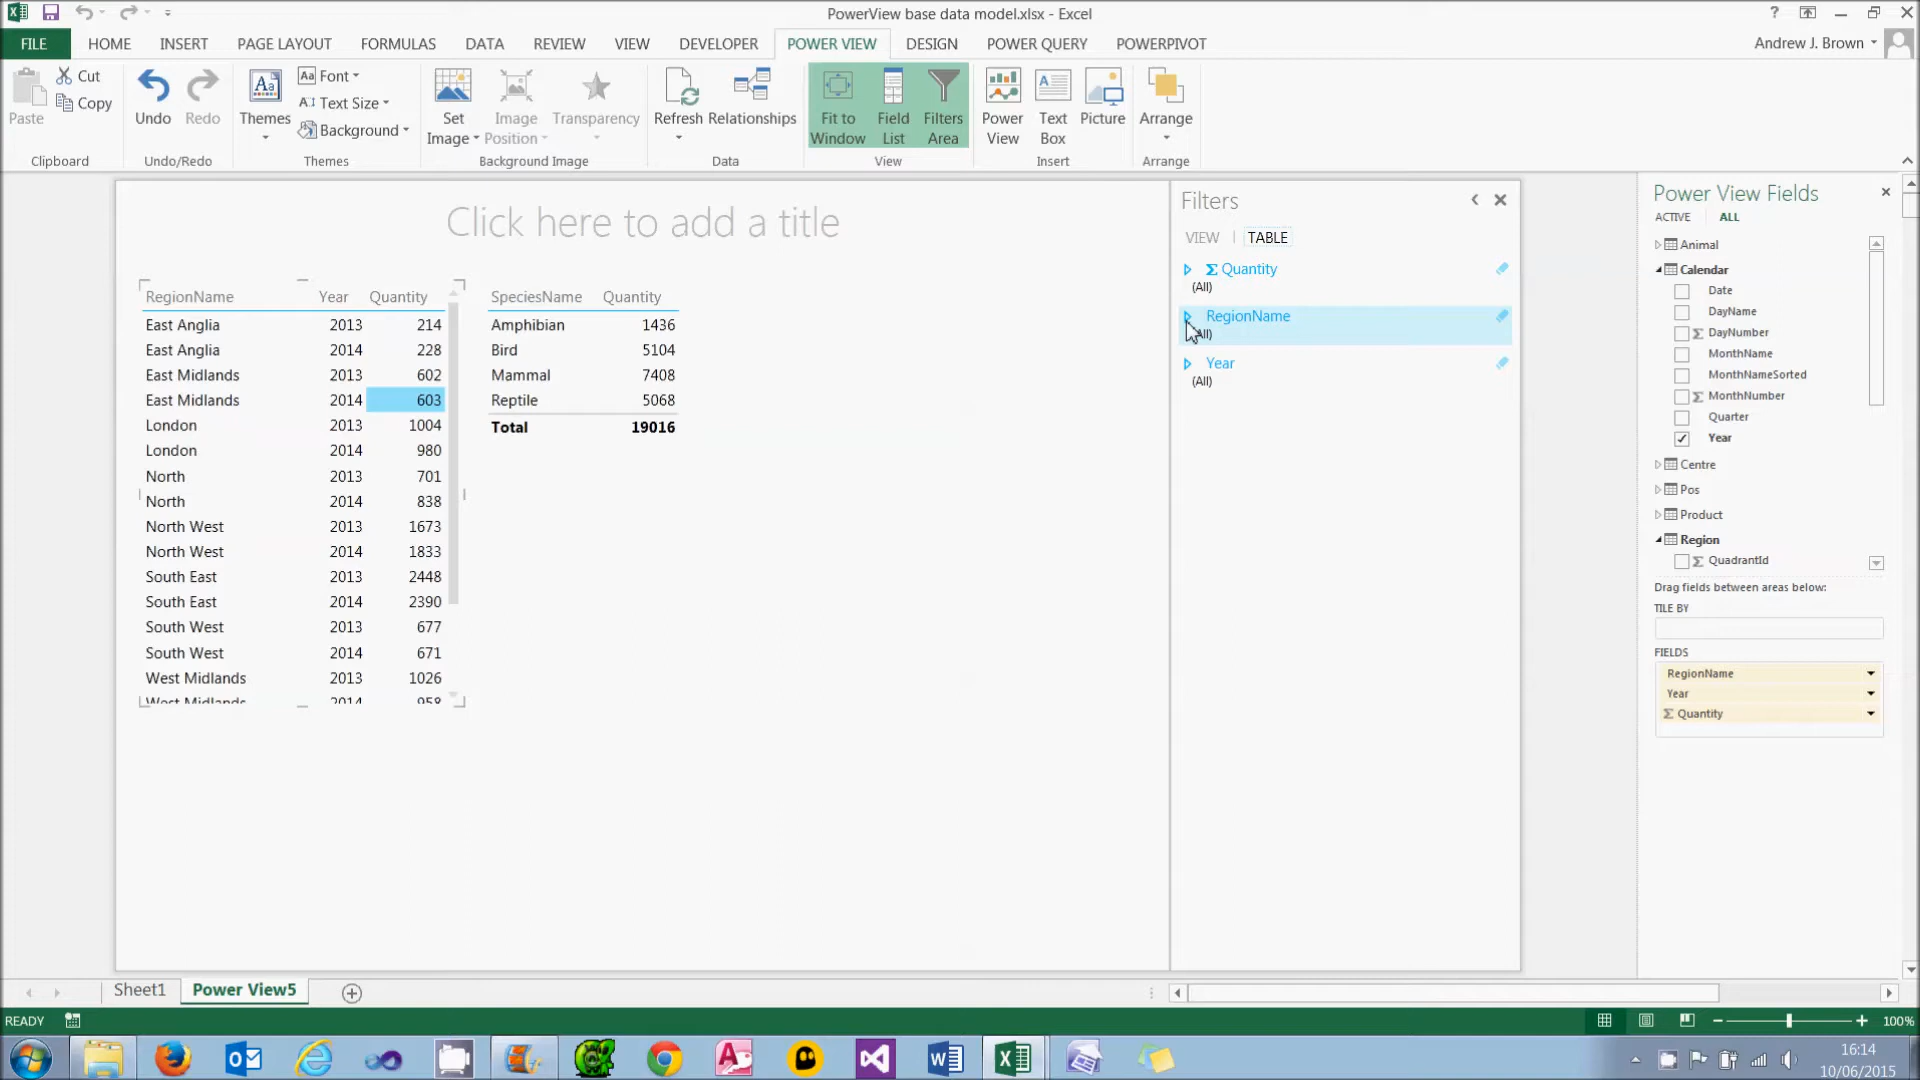 PowerView base data model.xlsx - Excel
?
FILE HOME INSERT PAGE LAYOUT FORMULAS DATA REVIEW VIEW DEVELOPER POWER VIEW DESIGN POWER QUERY POWERPIVOT Andrew J. Brown
Paste Cut Copy
Undo Redo
Themes Aa Font
Text Size
Background
Set Image Image Position Transparency
Refresh Relationships
Fit to Window Field List Filters Area
Power View Text Box Picture
Arrange
Clipboard Undo/Redo Themes Background Image Data View Insert Arrange
Click here to add a title
RegionName Year Quantity
East Anglia 2013 214
East Anglia 2014 228
East Midlands 2013 602
East Midlands 2014 603
London 2013 1004
London 2014 980
North 2013 701
North 2014 838
North West 2013 1673
North West 2014 1833
South East 2013 2448
South East 2014 2390
South West 2013 677
South West 2014 671
West Midlands 2013 1026
West Midlands 2014 958
SpeciesName Quantity
Amphibian 1436
Bird 5104
Mammal 7408
Reptile 5068
Total 19016
Filters
VIEW | TABLE
Σ Quantity
(All)
RegionName
(All)
Year
(All)
Power View Fields
ACTIVE ALL
Animal
Calendar
Date
DayName
Σ DayNumber
MonthName
MonthNameSorted
Σ MonthNumber
Quarter
Year
Centre
Pos
Product
Region
Σ QuadrantId
Drag fields between areas below:
TILE BY
FIELDS
RegionName
Year
Σ Quantity
Sheet1 Power View5
READY 100%
16:14
10/06/2015